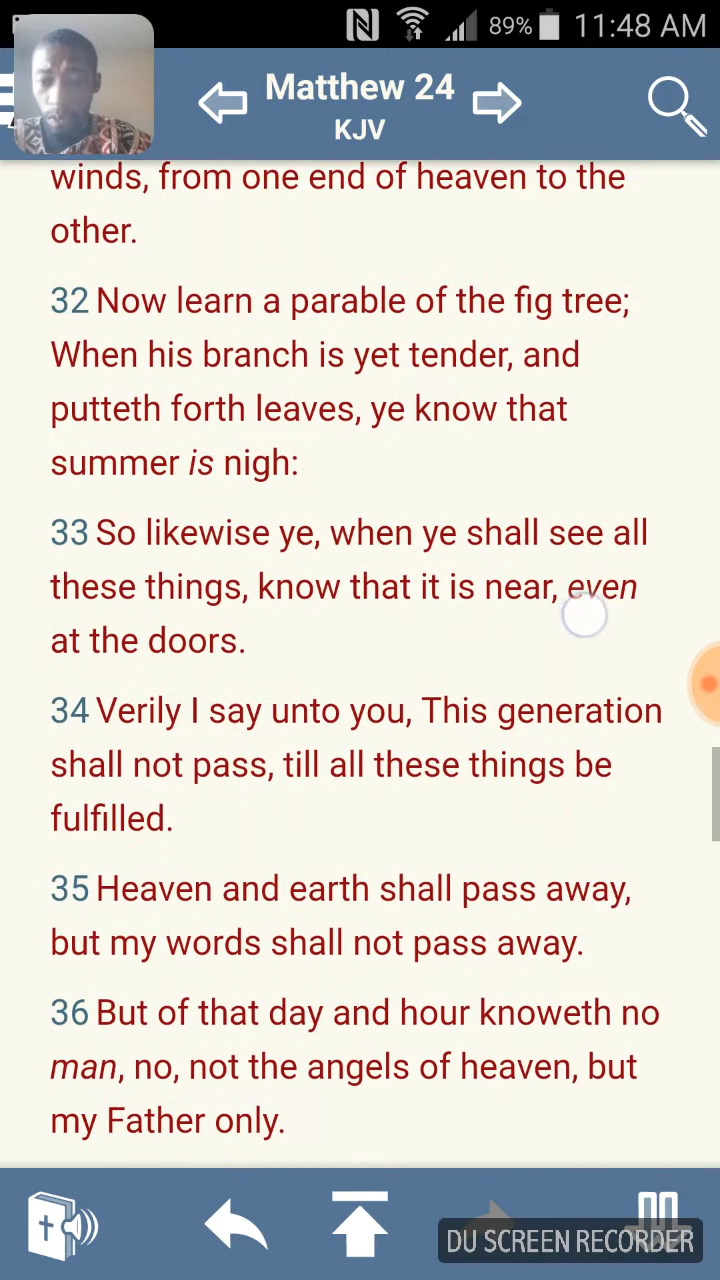 89% 11:48 AM
Matthew 24
KJV
winds, from one end of heaven to the
other.
32 Now learn a parable of the fig tree;
When his branch is yet tender, and
putteth forth leaves, ye know that
summer is nigh:
33 So likewise ye, when ye shall see all
these things, know that it is near, even
at the doors.
34 Verily I say unto you, This generation
shall not pass, till all these things be
fulfilled.
35 Heaven and earth shall pass away,
but my words shall not pass away.
36 But of that day and hour knoweth no
man, no, not the angels of heaven, but
my Father only.
DU SCREEN RECORDER